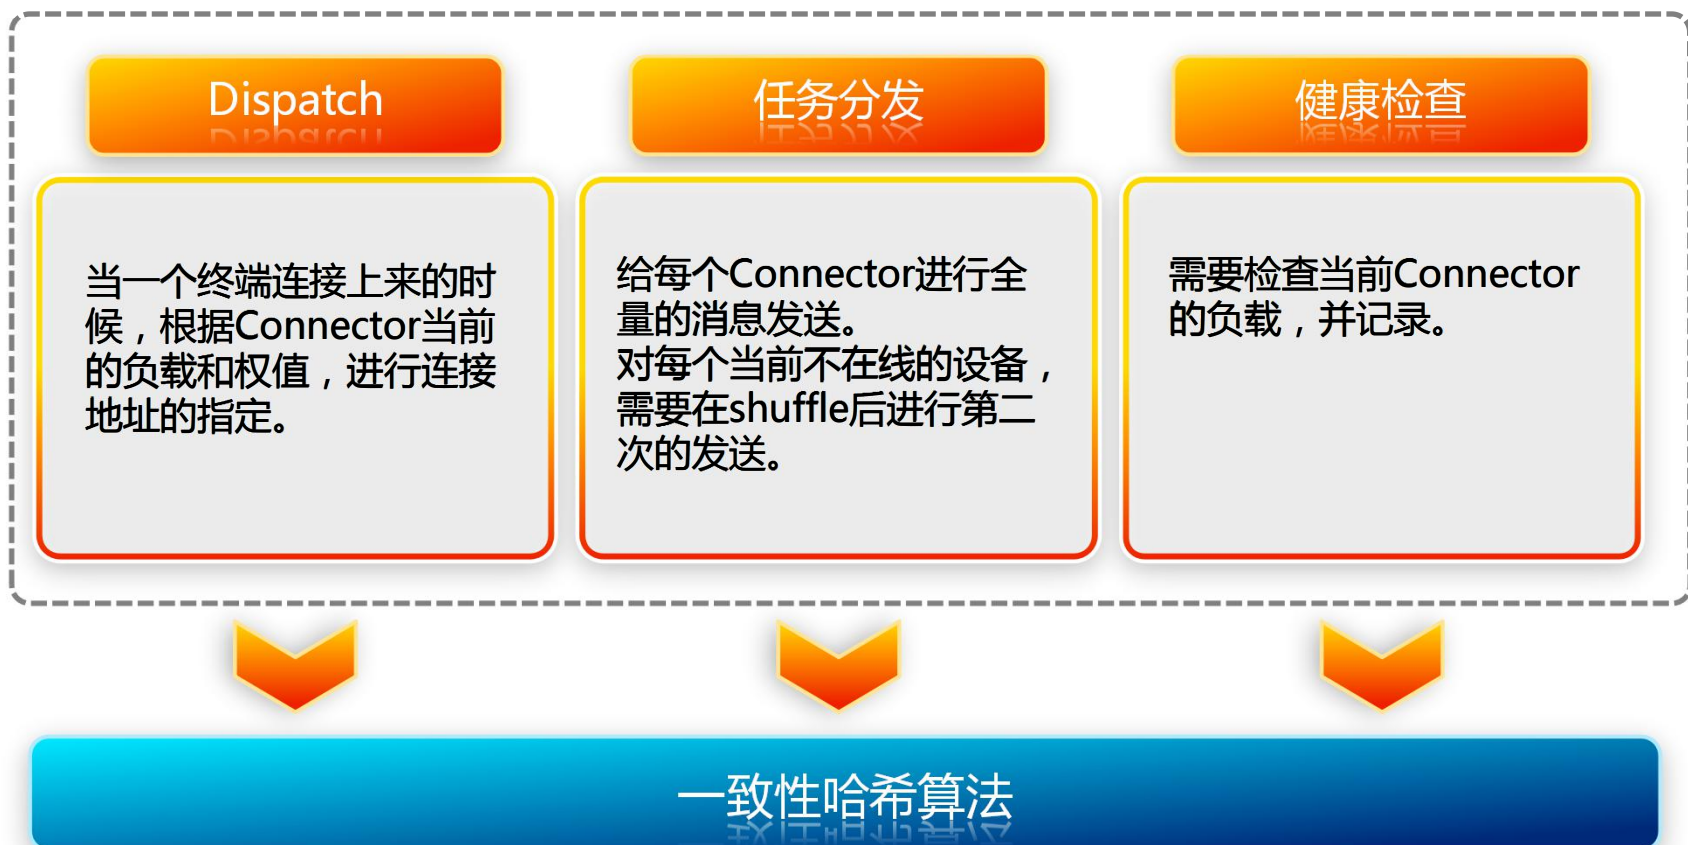 Dispatch
任务分发
健康检查
当一个终端连接上来的时
候，根据Connector当前
的负载和权值，进行连接
地址的指定。
给每个Connector进行全
量的消息发送。
对每个当前不在线的设备，
需要在shuffle后进行第二
次的发送。
需要检查当前Connector
的负载，并记录。
一致性哈希算法